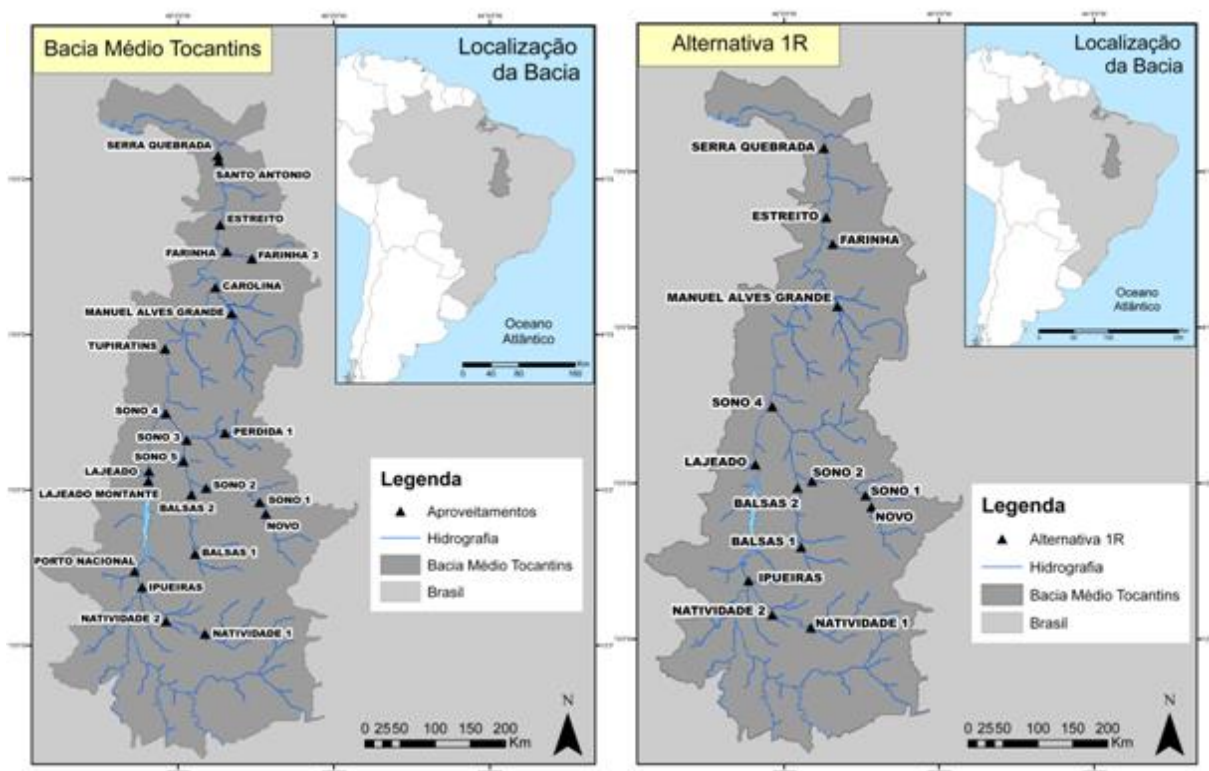 Bacia Médio Tocantins
Localização
da Bacia
SERRA QUEBRADA
SANTO ANTONIO
ESTREITO
FARINHA
FARINHA 3
CAROLINA
MANUEL ALVES GRANDE
TUPIRATINS
SONO 4
PERDIDA 1
SONO 3
SONO 5
LAJEADO
SONO 2
LAJEADO MONTANTE
SONO 1
BALSAS 2
NOVO
BALSAS 1
PORTO NACIONAL
IPUEIRAS
NATIVIDADE 2
NATIVIDADE 1
Oceano
Atlântico
Km
0 40 80 160
Legenda
Aproveitamentos
Hidrografia
Bacia Médio Tocantins
Brasil
N
0 25 50 100 150 200
Km
Alternativa 1R
Localização
da Bacia
SERRA QUEBRADA
ESTREITO
FARINHA
MANUEL ALVES GRANDE
SONO 4
LAJEADO
SONO 2
SONO 1
BALSAS 2
NOVO
BALSAS 1
IPUEIRAS
NATIVIDADE 2
NATIVIDADE 1
Oceano
Atlântico
Legenda
Alternativa 1R
Hidrografia
Bacia Médio Tocantins
Brasil
N
0 25 50 100 150 200
Km